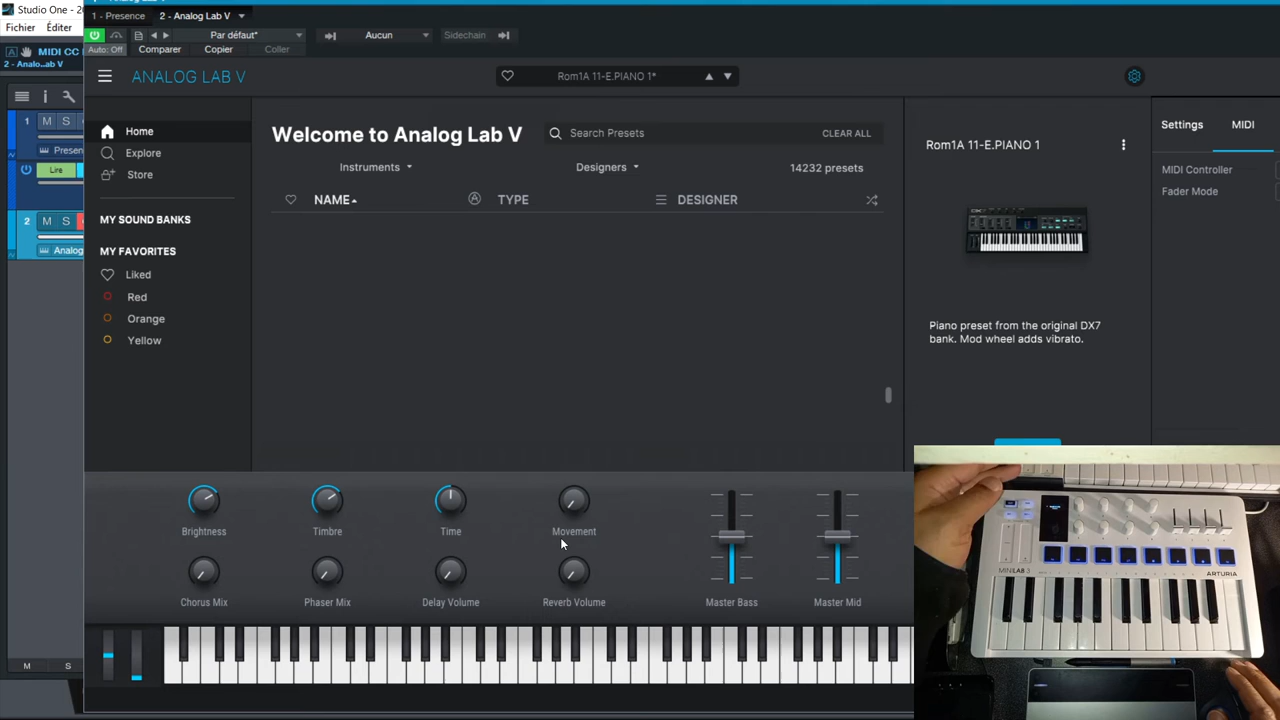 Studio One - 2
Fichier Éditer
1 - Presence 2 - Analog Lab V
Par défaut* Aucun Sidechain
Auto: Off Comparer Copier Coller
MIDI CC
2 - Analo..ab V
ANALOG LAB V
Rom1A 11-E.PIANO 1*
Home
Explore
Store
MY SOUND BANKS
MY FAVORITES
Liked
Red
Orange
Yellow
Welcome to Analog Lab V
Search Presets CLEAR ALL
Instruments Designers 14232 presets
NAME TYPE DESIGNER
Rom1A 11-E.PIANO 1
Piano preset from the original DX7
bank. Mod wheel adds vibrato.
Settings MIDI
MIDI Controller
Fader Mode
1 M S
Presen
Lire
2 M S
Analog
Brightness Timbre Time Movement
Chorus Mix Phaser Mix Delay Volume Reverb Volume Master Bass Master Mid
M S
MINILAB 3
ARTURIA